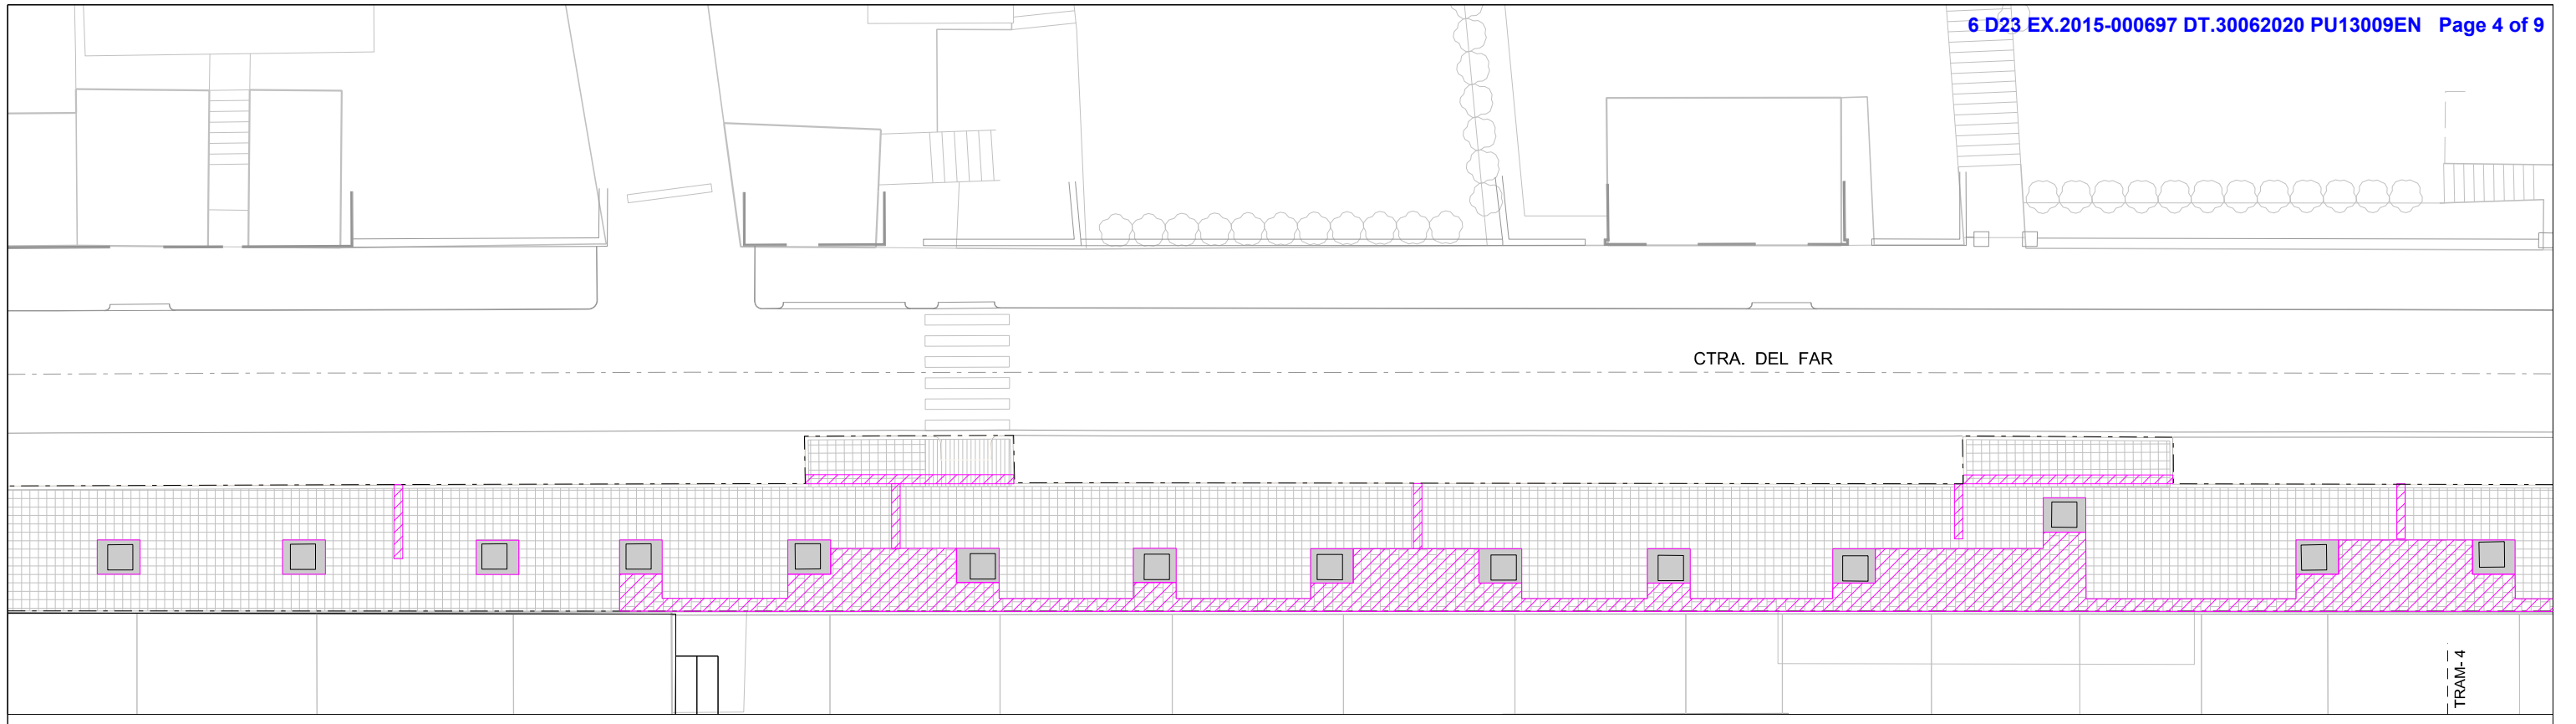 6 D23 EX.2015-000697 DT.30062020 PU13009EN Page 4 of 9
CTRA. DEL FAR
TRAM-4